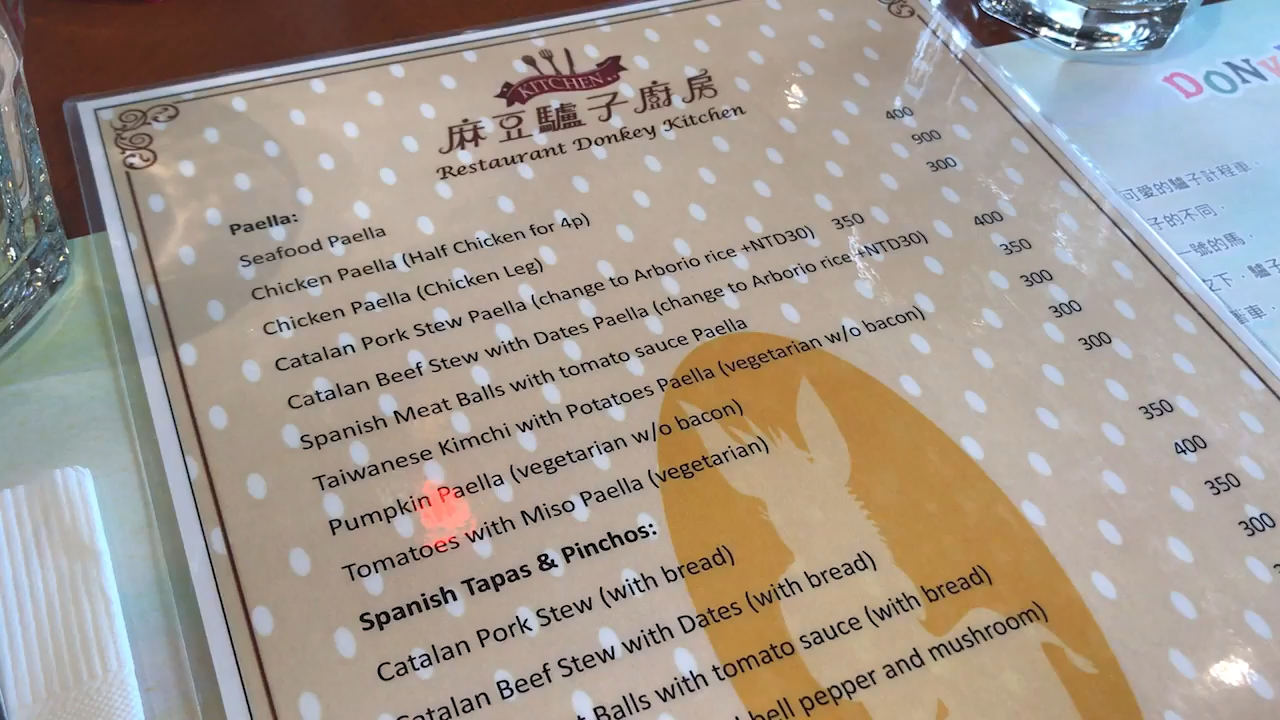 KITCHEN
麻豆驢子廚房
Restaurant Donkey Kitchen
Paella:
Seafood Paella 400
Chicken Paella (Half Chicken for 4p) 900
Chicken Paella (Chicken Leg) 300
Catalan Pork Stew Paella (change to Arborio rice +NTD30) 350
Catalan Beef Stew with Dates Paella (change to Arborio rice +NTD30) 400
Spanish Meat Balls with tomato sauce Paella 350
Taiwanese Kimchi with Potatoes Paella (vegetarian w/o bacon) 300
Pumpkin Paella (vegetarian w/o bacon) 300
Tomatoes with Miso Paella (vegetarian) 300
Spanish Tapas & Pinchos:
Catalan Pork Stew (with bread) 350
Catalan Beef Stew with Dates (with bread) 400
Balls with tomato sauce (with bread) 350
bell pepper and mushroom) 300
DON
可愛的驢子計程車。
子的不同，
一號的馬，
之下，驢子
車，